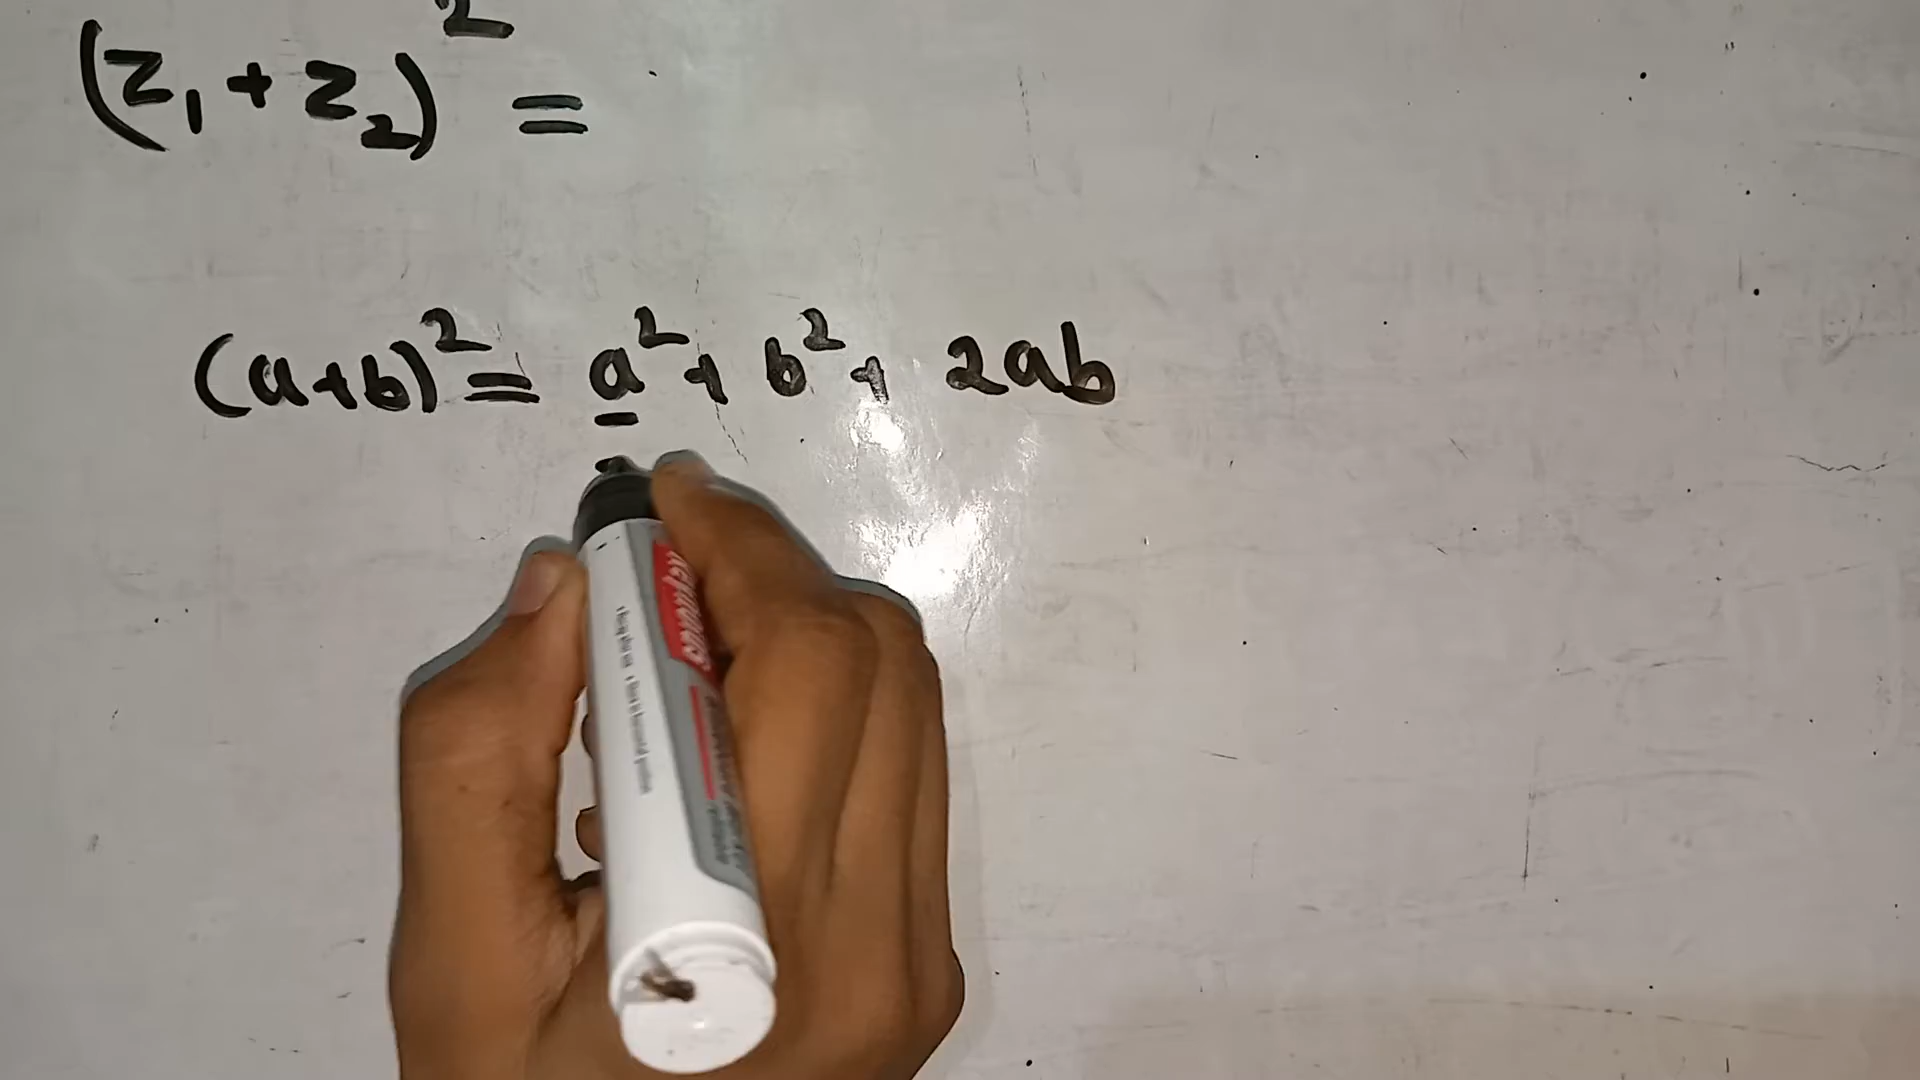 (z₁ + z₂)² =
(a+b)² = a² + b² + 2ab